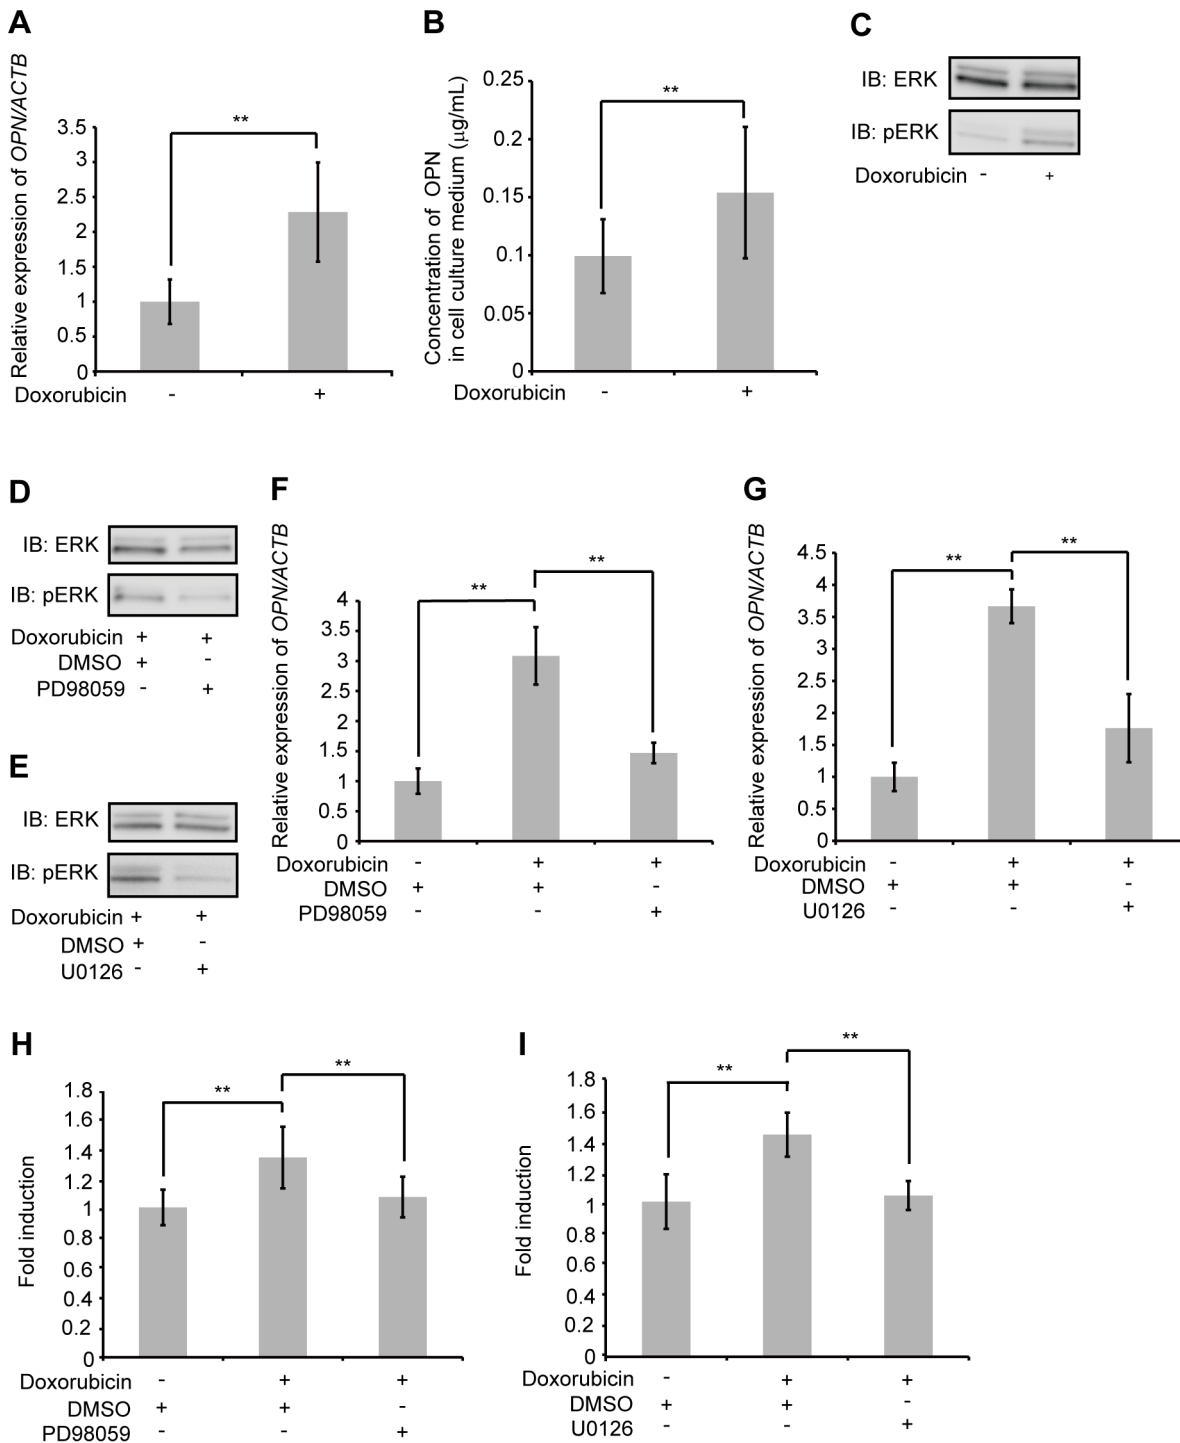 A
Relative expression of OPN/ACTB
3.5
3
2.5
2
1.5
1
0.5
0
**
Doxorubicin - +
B
Concentration of OPN
in cell culture medium (µg/mL)
0.25
0.2
0.15
0.1
0.05
0
**
Doxorubicin - +
C
IB: ERK
IB: pERK
Doxorubicin - +
D
IB: ERK
IB: pERK
Doxorubicin + +
DMSO + -
PD98059 - +
E
IB: ERK
IB: pERK
Doxorubicin + +
DMSO + -
U0126 - +
F
Relative expression of OPN/ACTB
4
3.5
3
2.5
2
1.5
1
0.5
0
** **
Doxorubicin - + +
DMSO + + -
PD98059 - - +
G
Relative expression of OPN/ACTB
4.5
4
3.5
3
2.5
2
1.5
1
0.5
0
** **
Doxorubicin - + +
DMSO + + -
U0126 - - +
H
Fold induction
1.8
1.6
1.4
1.2
1
0.8
0.6
0.4
0.2
0
** **
Doxorubicin - + +
DMSO + + -
PD98059 - - +
I
Fold induction
1.8
1.6
1.4
1.2
1
0.8
0.6
0.4
0.2
0
** **
Doxorubicin - + +
DMSO + + -
U0126 - - +